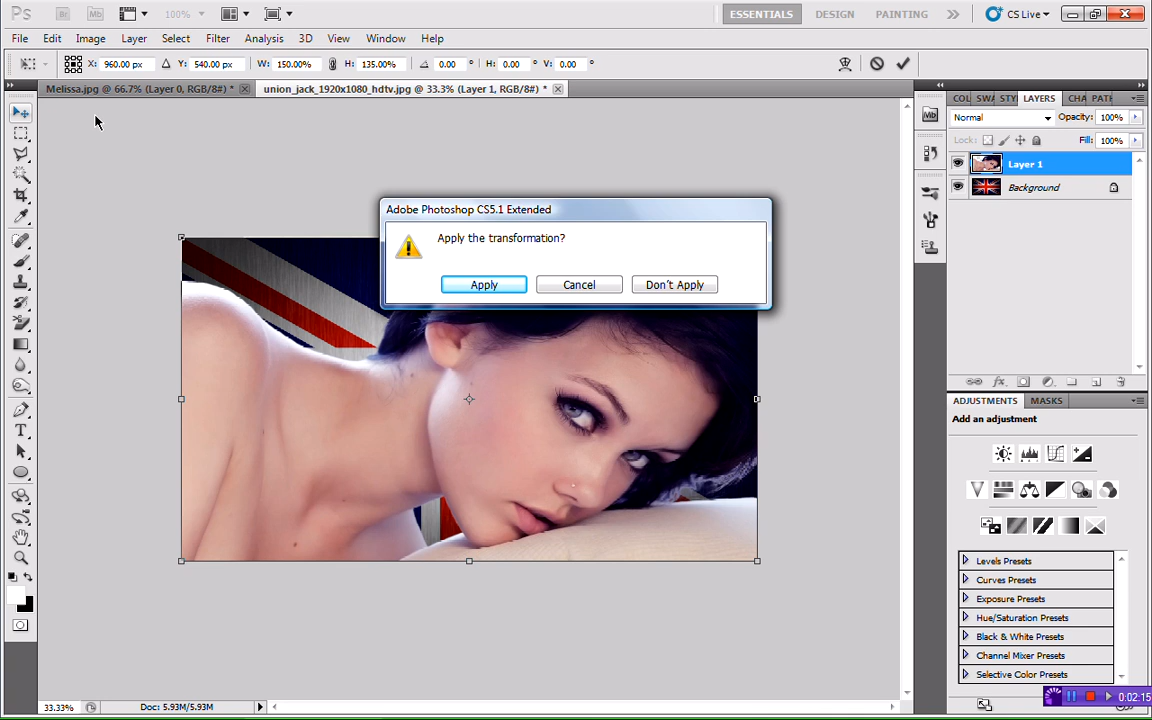 Ps Br Mb 100% ESSENTIALS DESIGN PAINTING CS Live
File Edit Image Layer Select Filter Analysis 3D View Window Help
X: 960.00 px Y: 540.00 px W: 150.00% H: 135.00% 0.00 ° H: 0.00 ° V: 0.00 °
Melissa.jpg @ 66.7% (Layer 0, RGB/8#) * union_jack_1920x1080_hdtv.jpg @ 33.3% (Layer 1, RGB/8#) *
COL SWA STYL LAYERS CHA PATH
Mb
Normal Opacity: 100%
Lock: Fill: 100%
Layer 1
Background
Adobe Photoshop CS5.1 Extended
Apply the transformation?
Apply Cancel Don't Apply
T
ADJUSTMENTS MASKS
Add an adjustment
Levels Presets
Curves Presets
Exposure Presets
Hue/Saturation Presets
Black & White Presets
Channel Mixer Presets
Selective Color Presets
0:02:15
33.33% Doc: 5.93M/5.93M